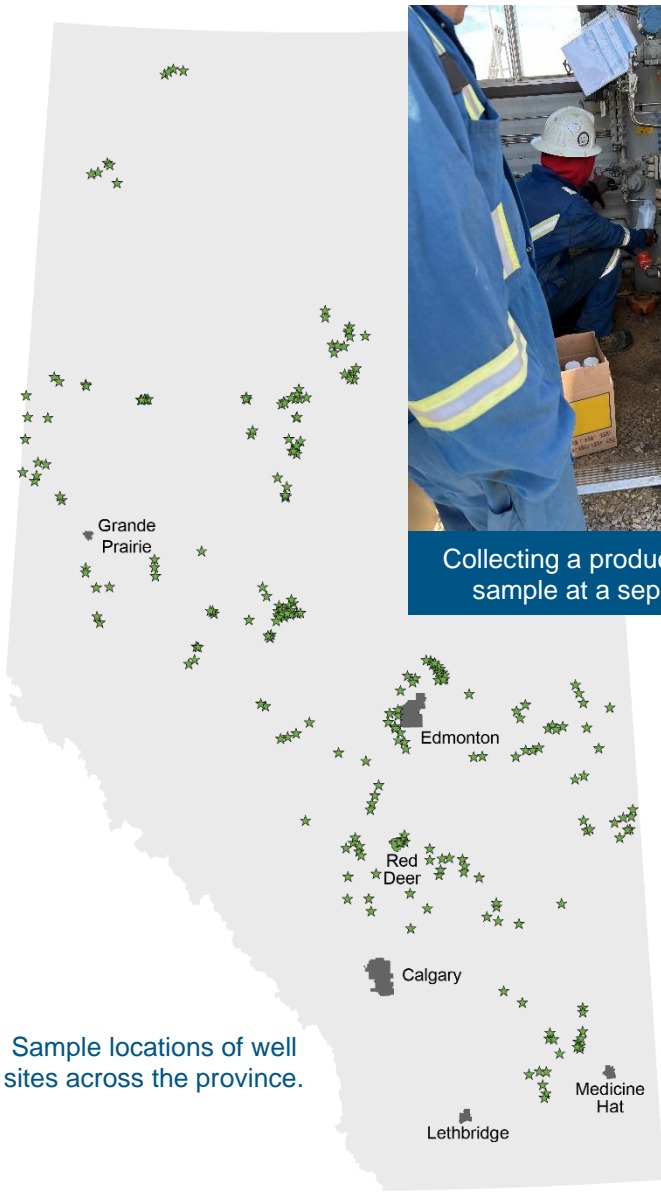 Collecting a produc
sample at a sep
Grande
Prairie
Edmonton
Red
Deer
Calgary
Sample locations of well
sites across the province.
Medicine
Hat
Lethbridge